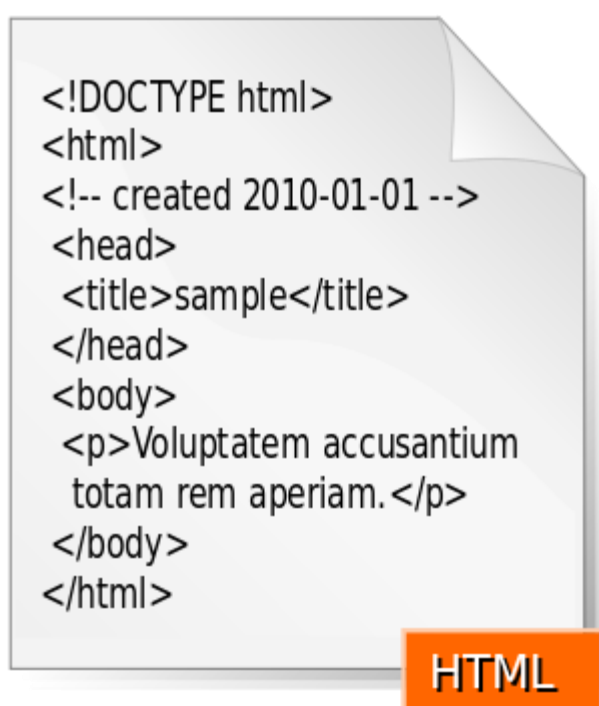 <!DOCTYPE html>
<html>
<!-- created 2010-01-01 -->
<head>
<title>sample</title>
</head>
<body>
<p>Voluptatem accusantium
totam rem aperiam.</p>
</body>
</html>
HTML